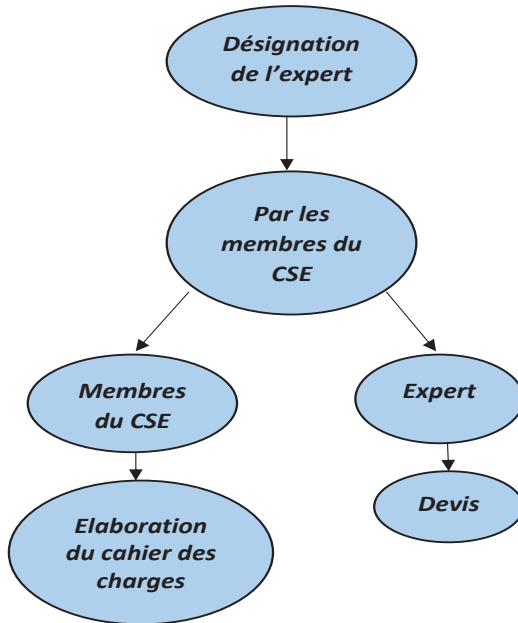 Désignation
de l'expert
Par les
membres du
CSE
Membres
du CSE
Expert
Devis
Elaboration
du cahier des
charges